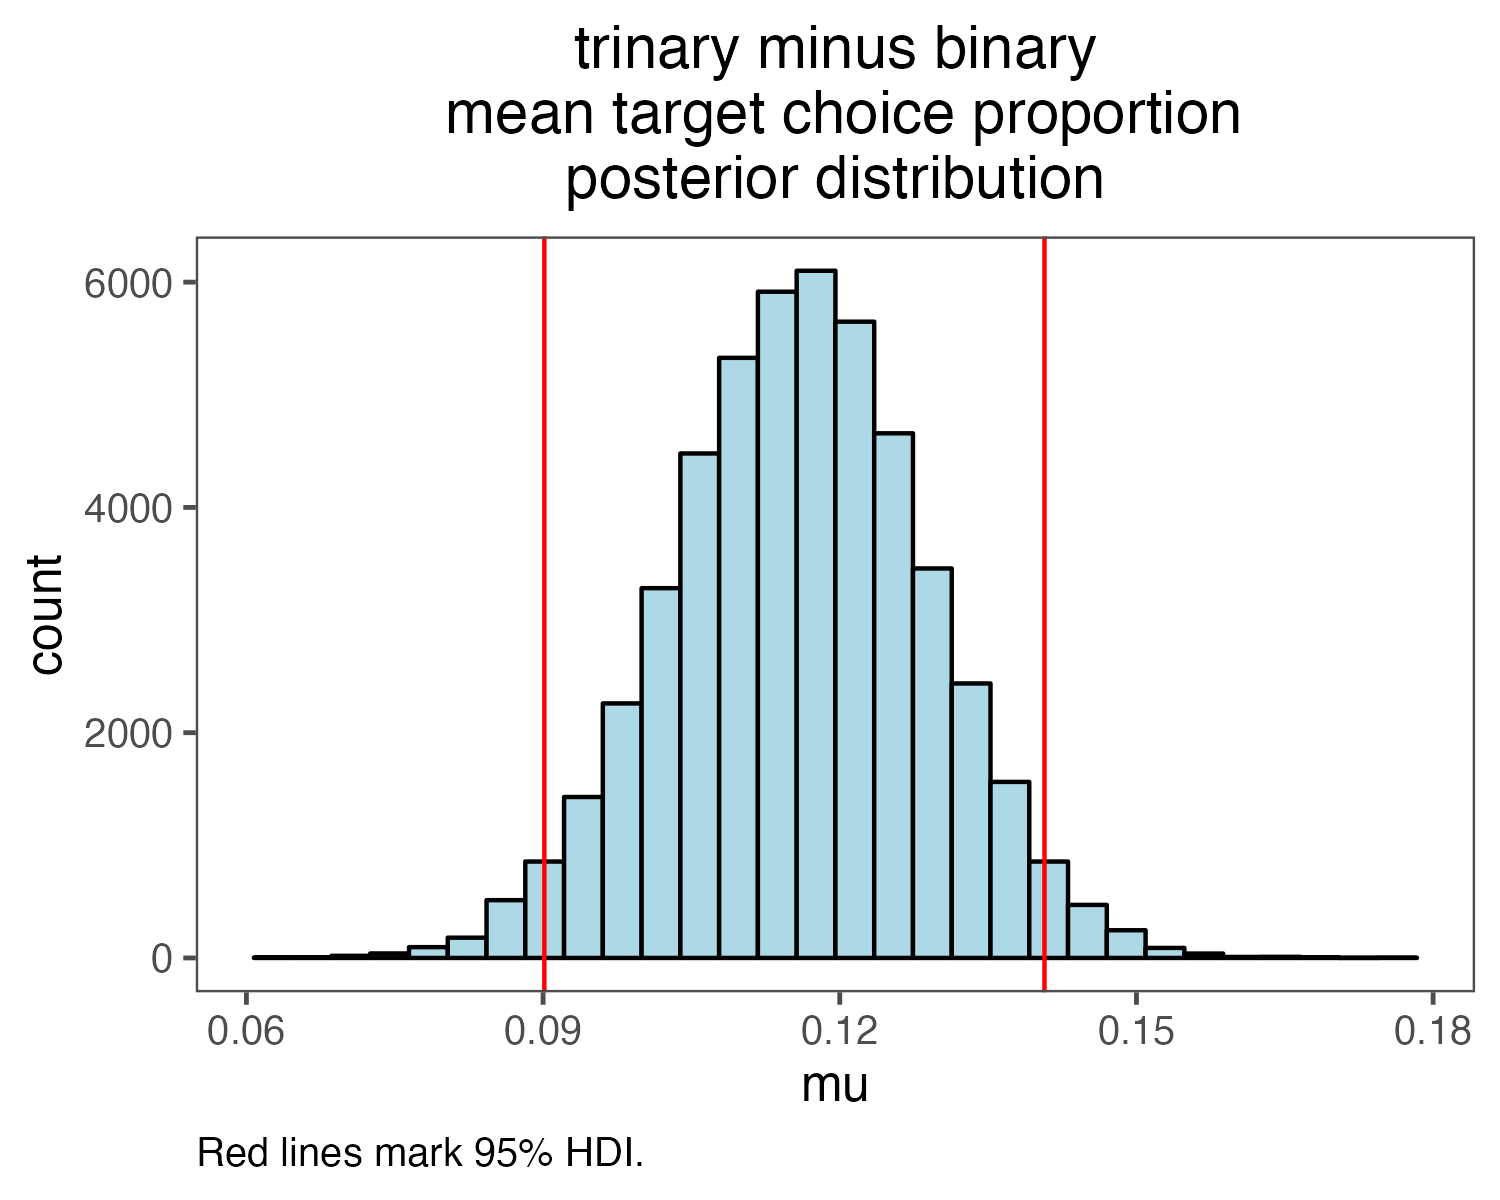 trinary minus binary
mean target choice proportion
posterior distribution
6000
4000
2000
0
count
0.06
0.09
0.12
0.15
0.18
mu
Red lines mark 95% HDI.